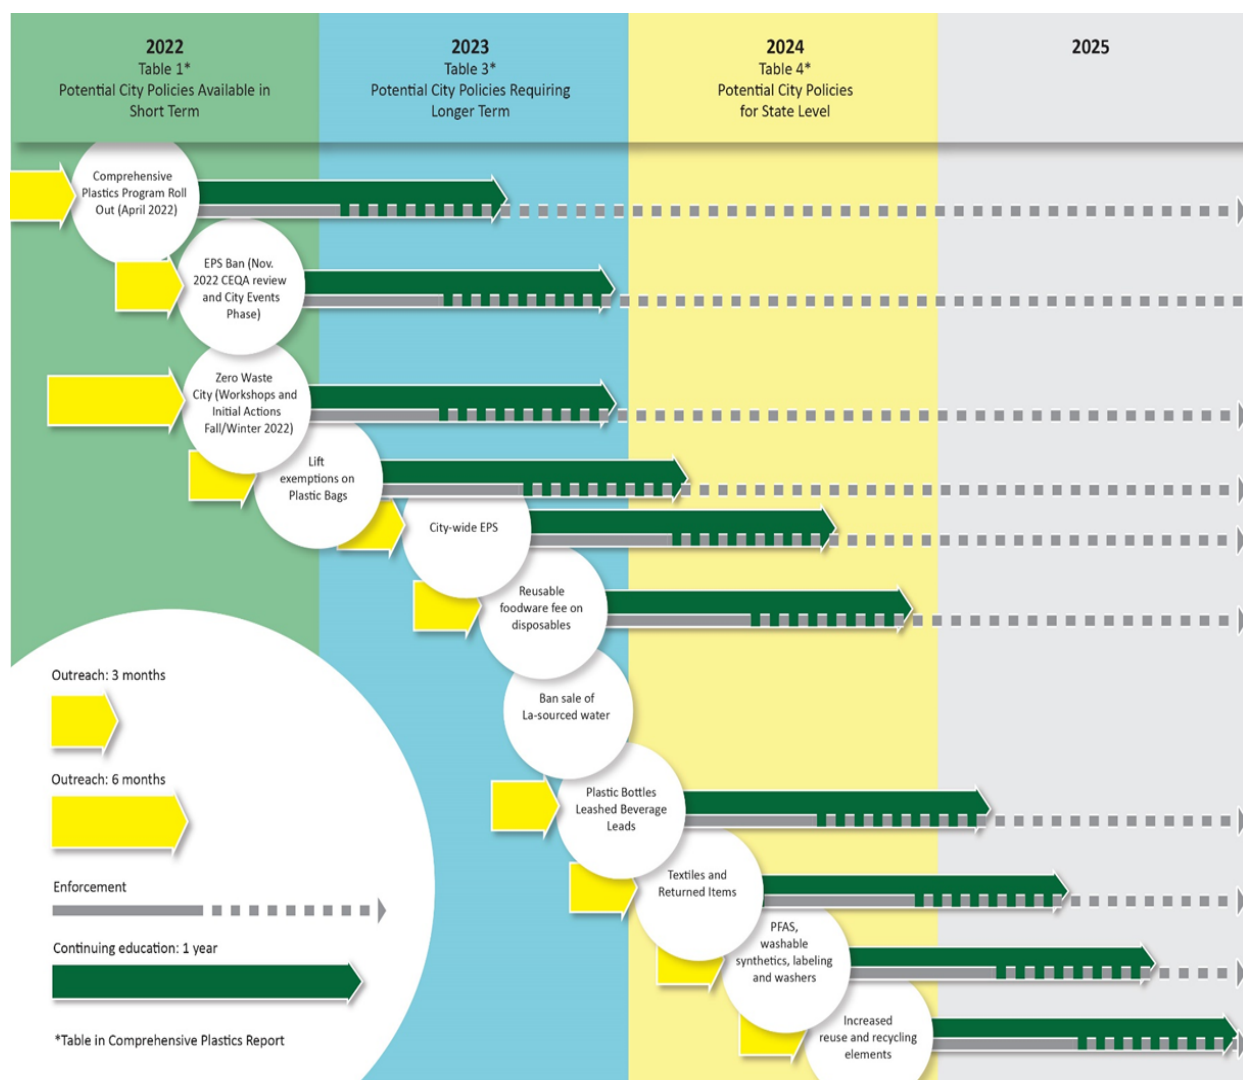 2022
Table 1*
Potential City Policies Available in
Short Term
2023
Table 3*
Potential City Policies Requiring
Longer Term
2024
Table 4*
Potential City Policies
for State Level
2025
Comprehensive
Plastics Program Roll
Out (April 2022)
EPS Ban (Nov.
2022 CEQA review
and City Events
Phase)
Zero Waste
City (Workshops and
Initial Actions
Fall/Winter 2022)
Lift
exemptions on
Plastic Bags
City-wide EPS
Reusable
foodware fee on
disposables
Ban sale of
La-sourced water
Plastic Bottles
Leashed Beverage
Leads
Textiles and
Returned Items
PFAS,
washable
synthetics, labeling
and washers
Increased
reuse and recycling
elements
Outreach: 3 months
Outreach: 6 months
Enforcement
Continuing education: 1 year
*Table in Comprehensive Plastics Report